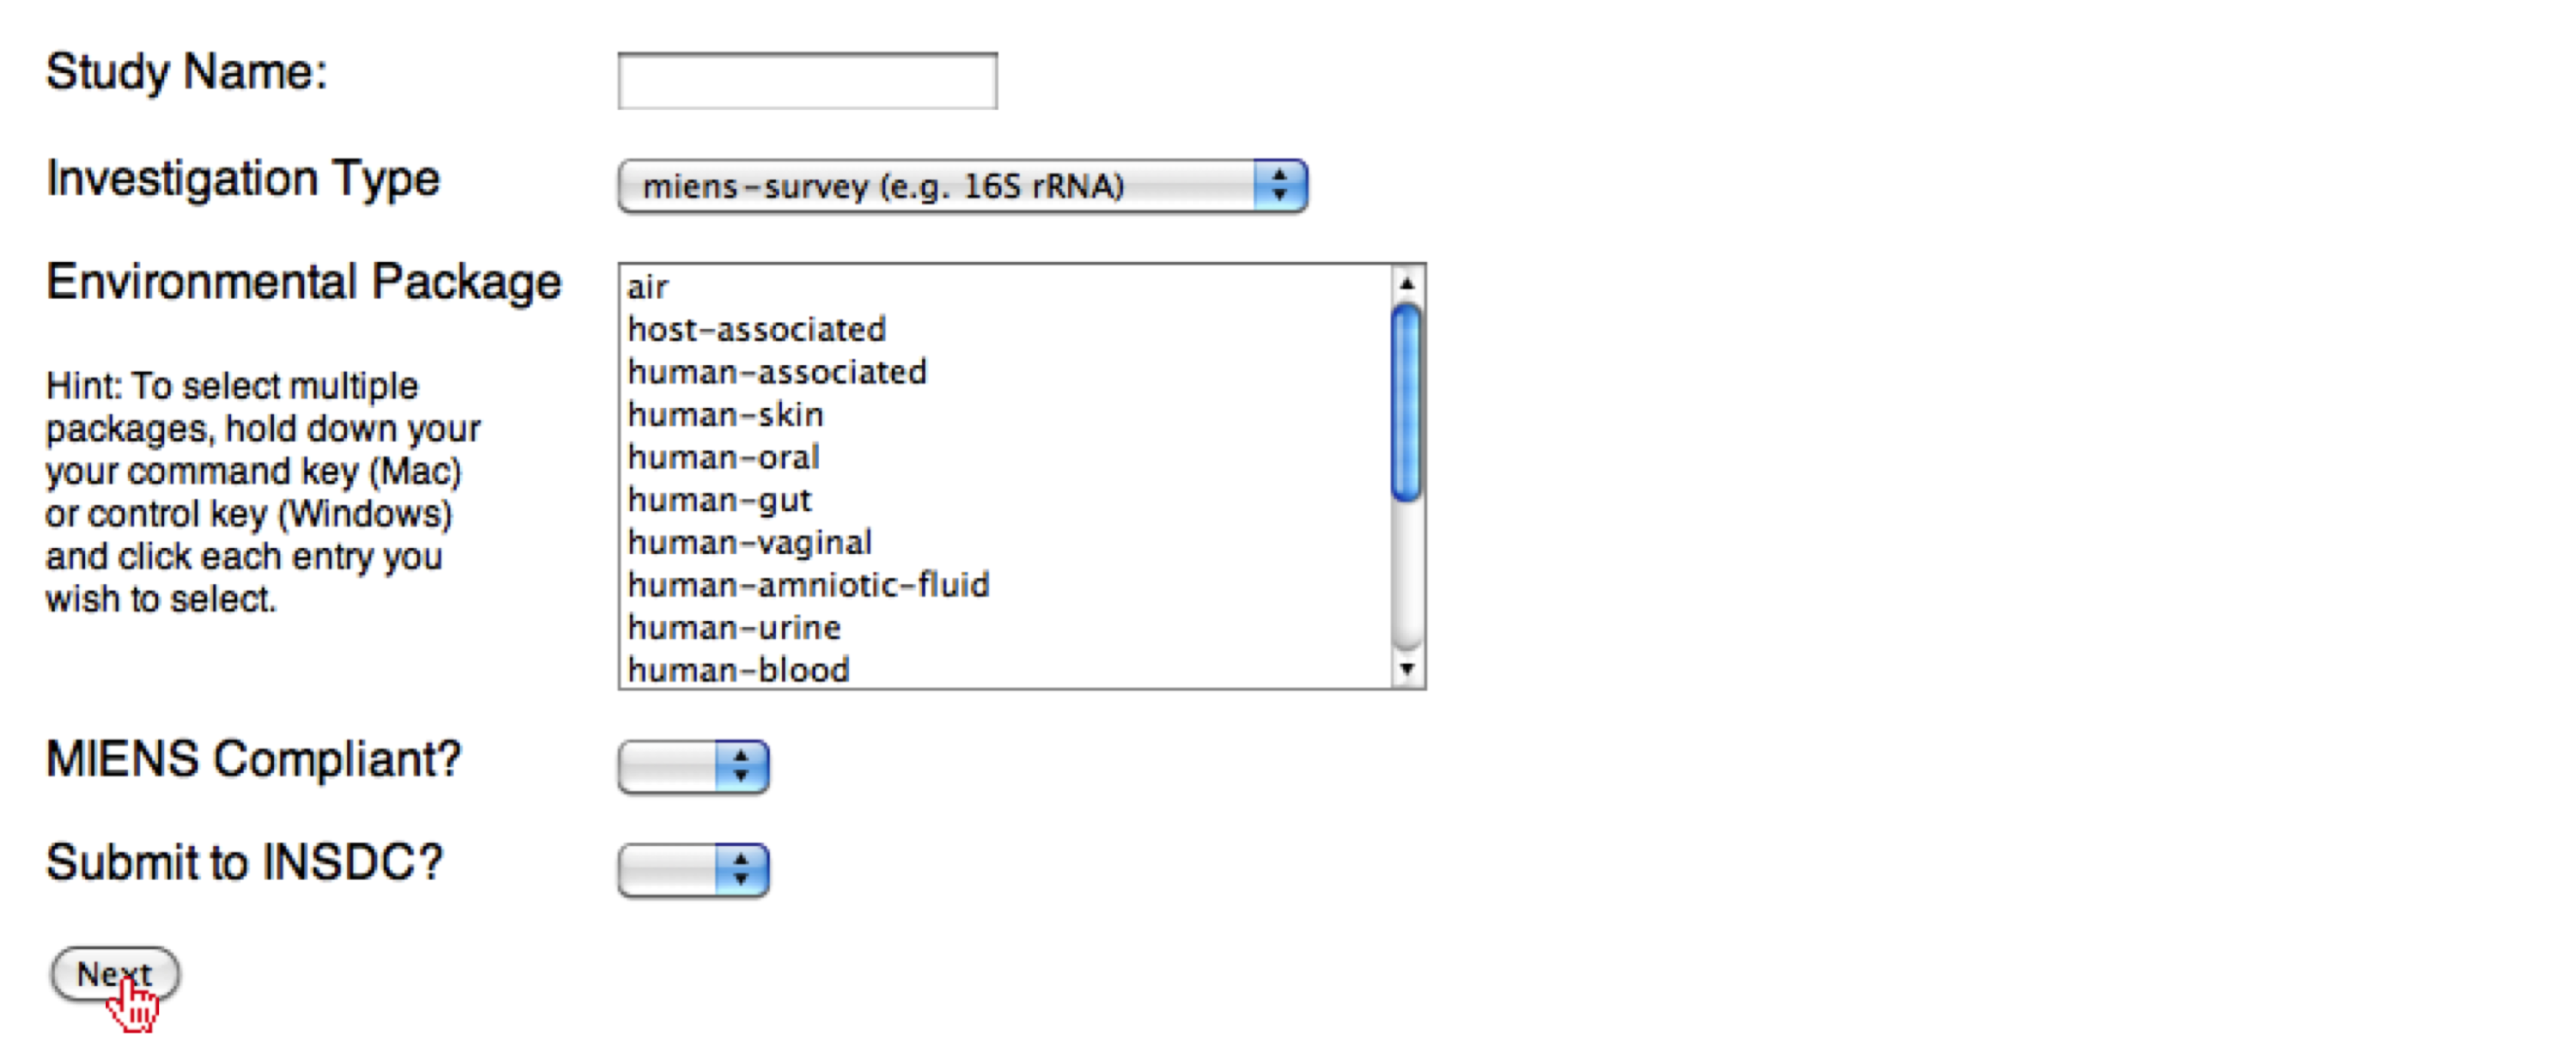 Study Name:
Investigation Type
miens-survey (e.g. 16S rRNA)
Environmental Package
air
host-associated
human-associated
human-skin
human-oral
human-gut
human-vaginal
human-amniotic-fluid
human-urine
human-blood
Hint: To select multiple
packages, hold down your
your command key (Mac)
or control key (Windows)
and click each entry you
wish to select.
MIENS Compliant?
Submit to INSDC?
Next